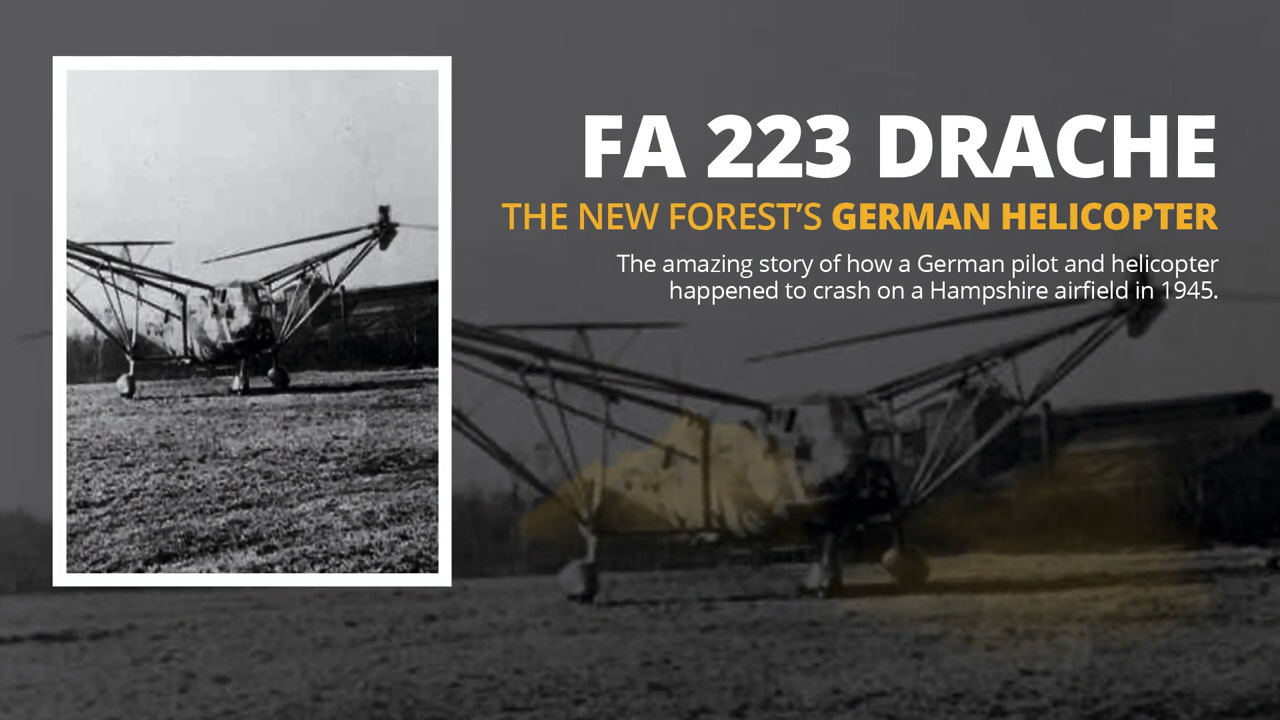 FA 223 DRACHE
THE NEW FOREST’S GERMAN HELICOPTER
The amazing story of how a German pilot and helicopter
happened to crash on a Hampshire airfield in 1945.